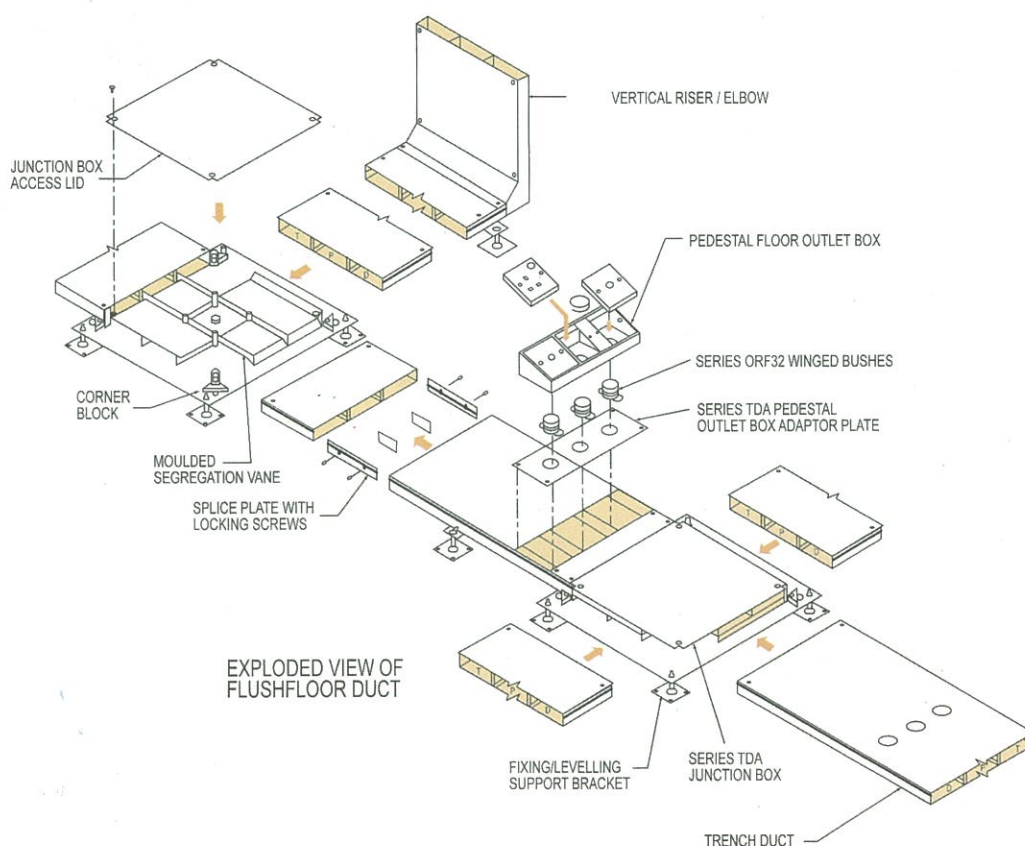 VERTICAL RISER / ELBOW
JUNCTION BOX
ACCESS LID
T P D
PEDESTAL FLOOR OUTLET BOX
SERIES ORF32 WINGED BUSHES
CORNER
BLOCK
SERIES TDA PEDESTAL
OUTLET BOX ADAPTOR PLATE
MOULDED
SEGREGATION VANE
SPLICE PLATE WITH
LOCKING SCREWS
T P D
EXPLODED VIEW OF
FLUSHFLOOR DUCT
T P D
FIXING/LEVELLING
SUPPORT BRACKET
SERIES TDA
JUNCTION BOX
D P T
TRENCH DUCT